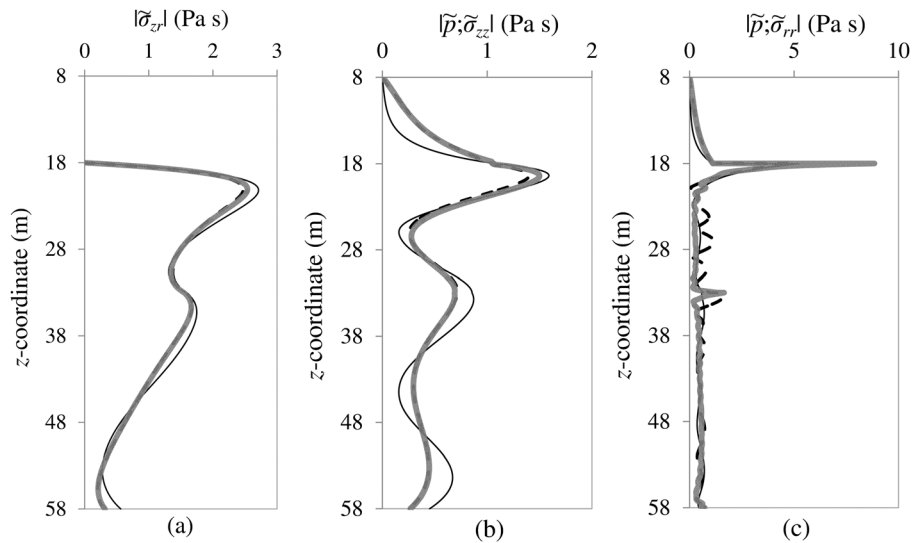 |σ̃zr| (Pa s)
0 1 2 3
8
18
28
38
48
58
z-coordinate (m)
(a)
|p̃;σ̃zz| (Pa s)
0 1 2
8
18
28
38
48
58
z-coordinate (m)
(b)
|p̃;σ̃rr| (Pa s)
0 5 10
8
18
28
38
48
58
z-coordinate (m)
(c)